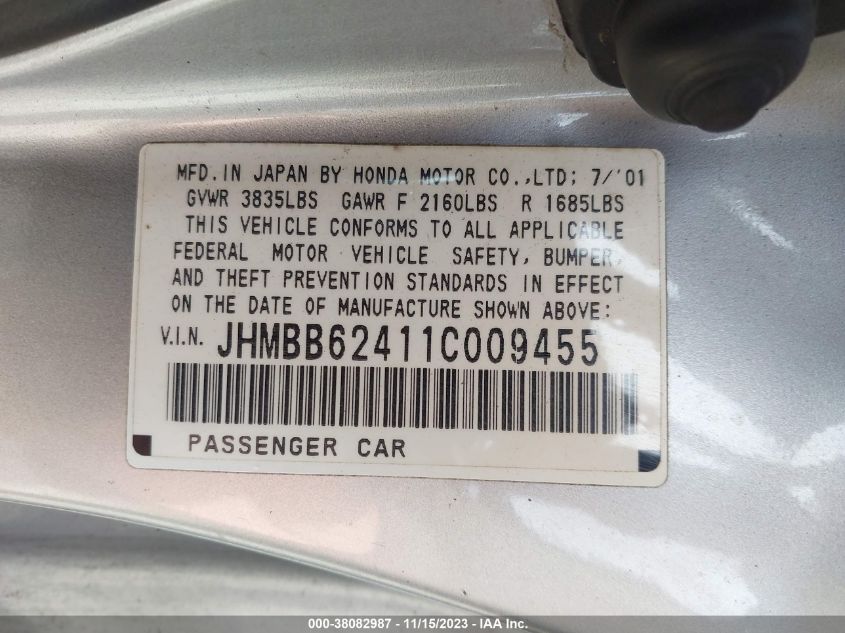 MFD. IN JAPAN BY HONDA MOTOR CO.,LTD: 7/'01
GVWR 3835LBS GAWR F 2160LBS R 1685LBS
THIS VEHICLE CONFORMS TO ALL APPLICABLE
FEDERAL MOTOR VEHICLE SAFETY, BUMPER,
AND THEFT PREVENTION STANDARDS IN EFFECT
ON THE DATE OF MANUFACTURE SHOWN ABOVE:
V.I.N. JHMBB62411C009455
PASSENGER CAR
000-38082987 - 11/15/2023 - IAA Inc.